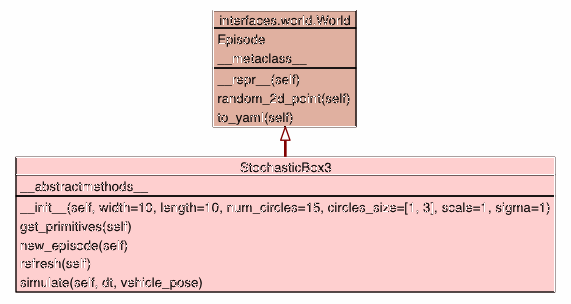 interfaces.world.World
Episode
__metaclass__
__repr__(self)
random_2d_point(self)
to_yaml(self)
StochasticBox3
__abstractmethods__
__init__(self, width=10, length=10, num_circles=15, circles_size=[1, 3], scale=1, sigma=1)
get_primitives(self)
new_episode(self)
refresh(self)
simulate(self, dt, vehicle_pose)